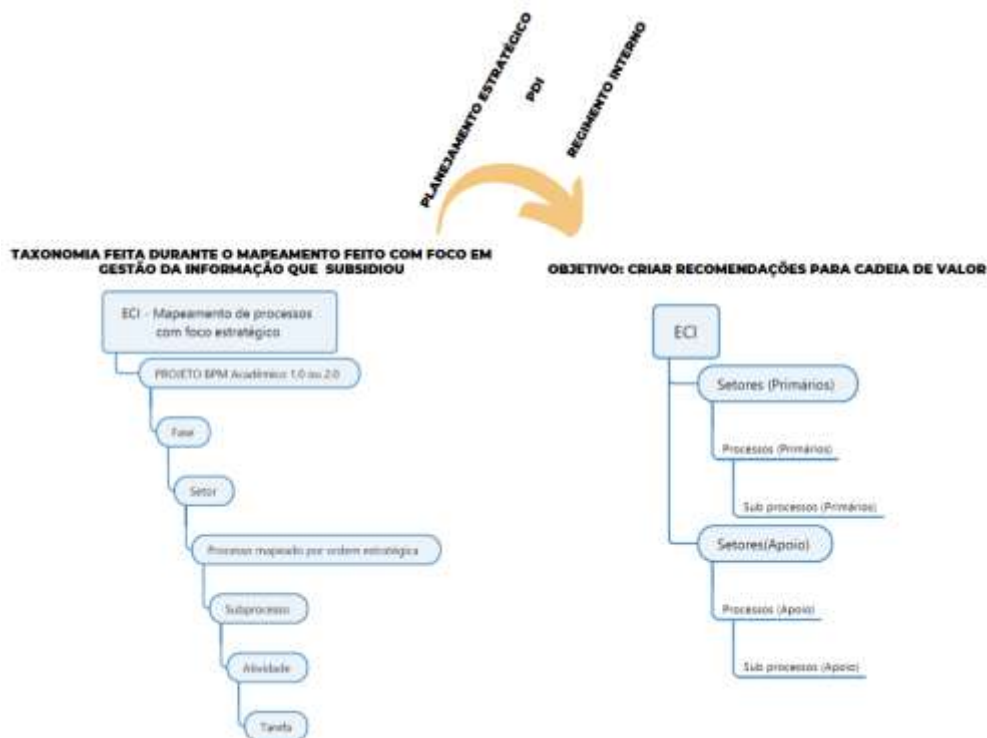 PLANEJAMENTO ESTRATÉGICO
PDI
REGIMENTO INTERNO
TAXONOMIA FEITA DURANTE O MAPEAMENTO FEITO COM FOCO EM
GESTÃO DA INFORMAÇÃO QUE SUBSIDIOU
ECI - Mapeamento de processos
com foco estratégico
PROJETO BPM Acadêmico 1.0 ou 2.0
Fase
Setor
Processo mapeado por ordem estratégica
Subprocesso
Atividade
Tarefa
OBJETIVO: CRIAR RECOMENDAÇÕES PARA CADEIA DE VALOR
ECI
Setores (Primários)
Processos (Primários)
Sub processos (Primários)
Setores(Apoio)
Processos (Apoio)
Sub processos (Apoio)